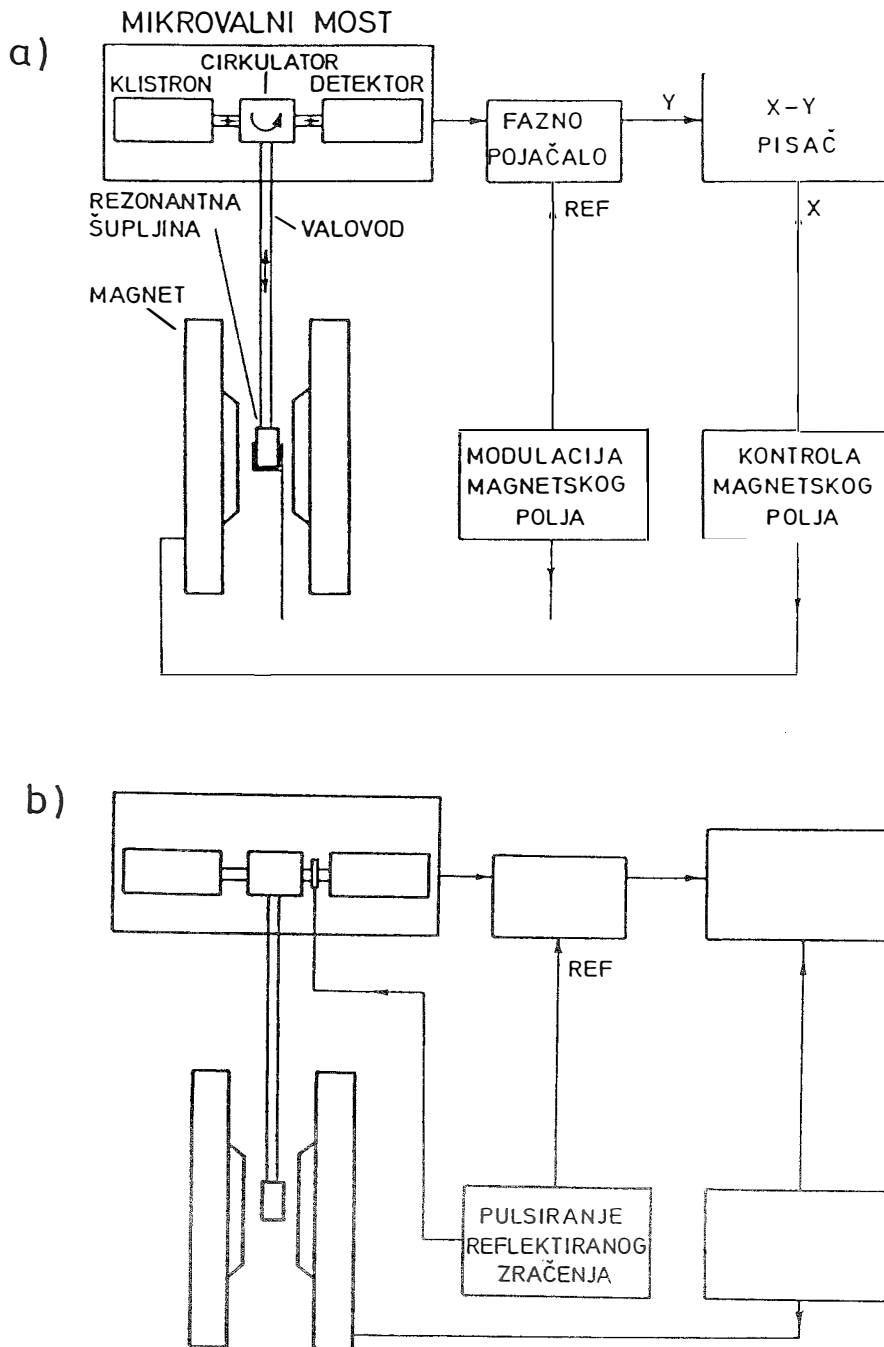 MIKROVALNI MOST
a)
CIRKULATOR
KLISTRON
DETEKTOR
FAZNO
POJAČALO
Y
X-Y
PISAČ
REZONANTNA
ŠUPLJINA
VALOVOD
REF
X
MAGNET
MODULACIJA
MAGNETSKOG
POLJA
KONTROLA
MAGNETSKOG
POLJA
b)
REF
PULSIRANJE
REFLEKTIRANOG
ZRAČENJA